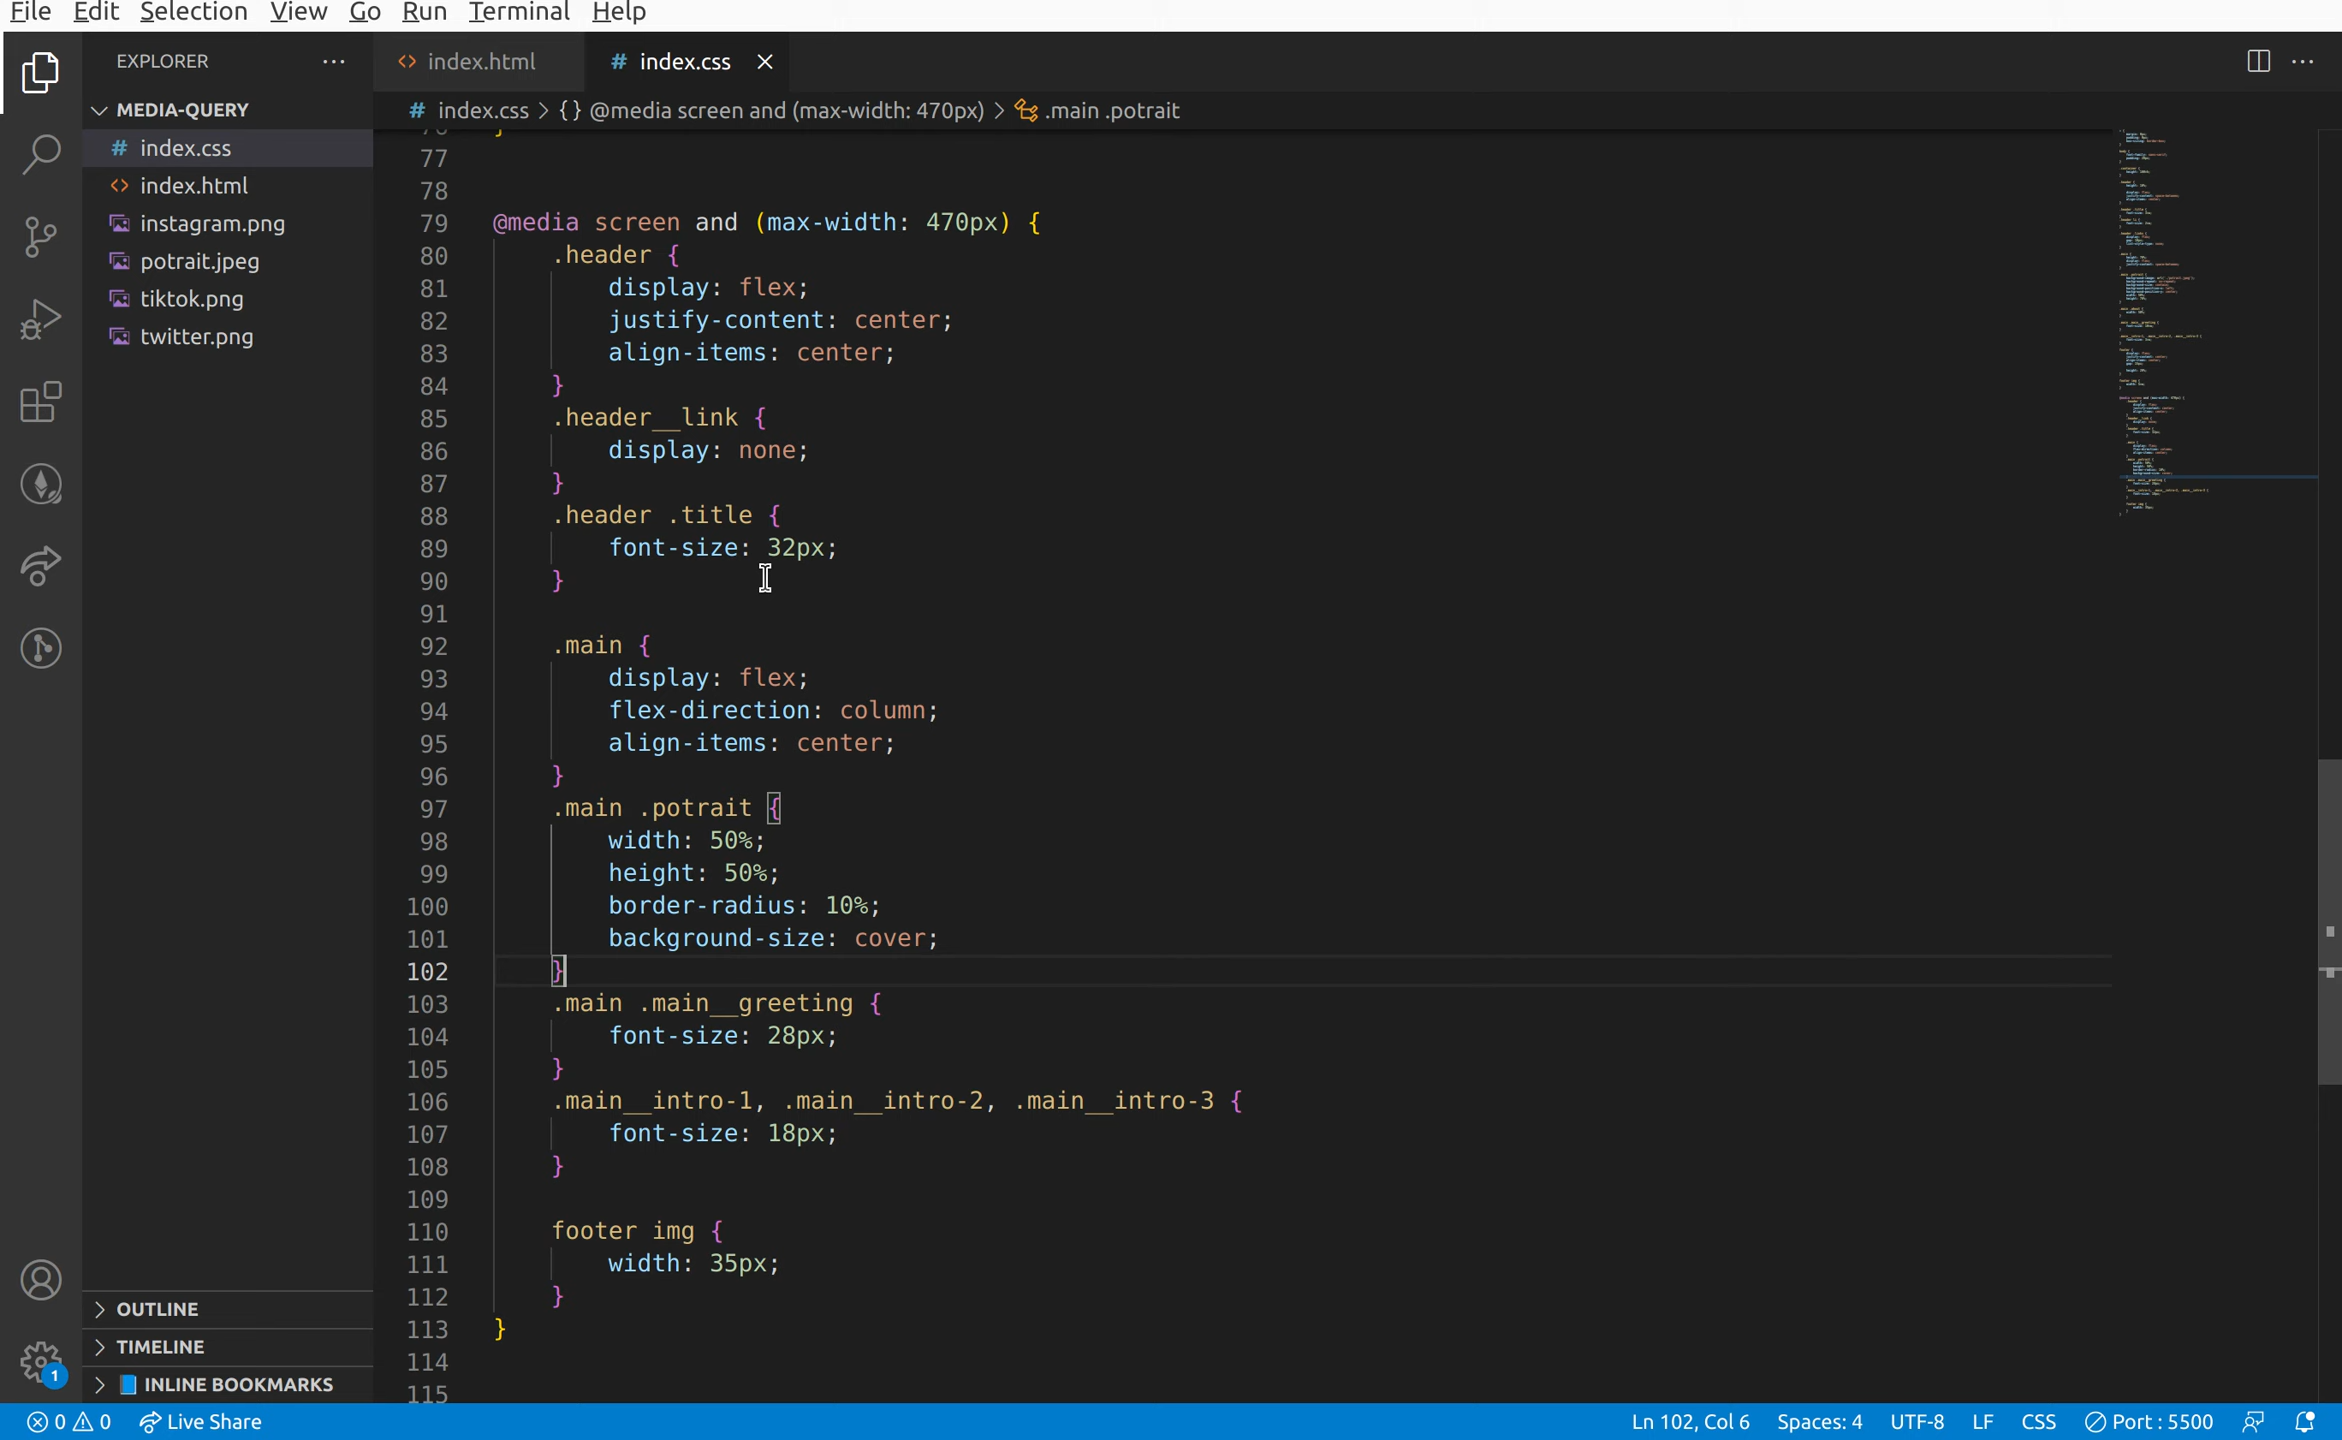 File Edit Selection View Go Run Terminal Help
EXPLORER ···
<> index.html # index.css ×
MEDIA-QUERY
# index.css > {} @media screen and (max-width: 470px) > .main .potrait
# index.css
<> index.html
instagram.png
potrait.jpeg
tiktok.png
twitter.png
OUTLINE
TIMELINE
INLINE BOOKMARKS
1
76 }
77
78
79 @media screen and (max-width: 470px) {
80 .header {
81 display: flex;
82 justify-content: center;
83 align-items: center;
84 }
85 .header__link {
86 display: none;
87 }
88 .header .title {
89 font-size: 32px;
90 }
91
92 .main {
93 display: flex;
94 flex-direction: column;
95 align-items: center;
96 }
97 .main .potrait {
98 width: 50%;
99 height: 50%;
100 border-radius: 10%;
101 background-size: cover;
102 }
103 .main .main__greeting {
104 font-size: 28px;
105 }
106 .main__intro-1, .main__intro-2, .main__intro-3 {
107 font-size: 18px;
108 }
109
110 footer img {
111 width: 35px;
112 }
113 }
114
115
0 0 Live Share Ln 102, Col 6 Spaces: 4 UTF-8 LF CSS Port : 5500